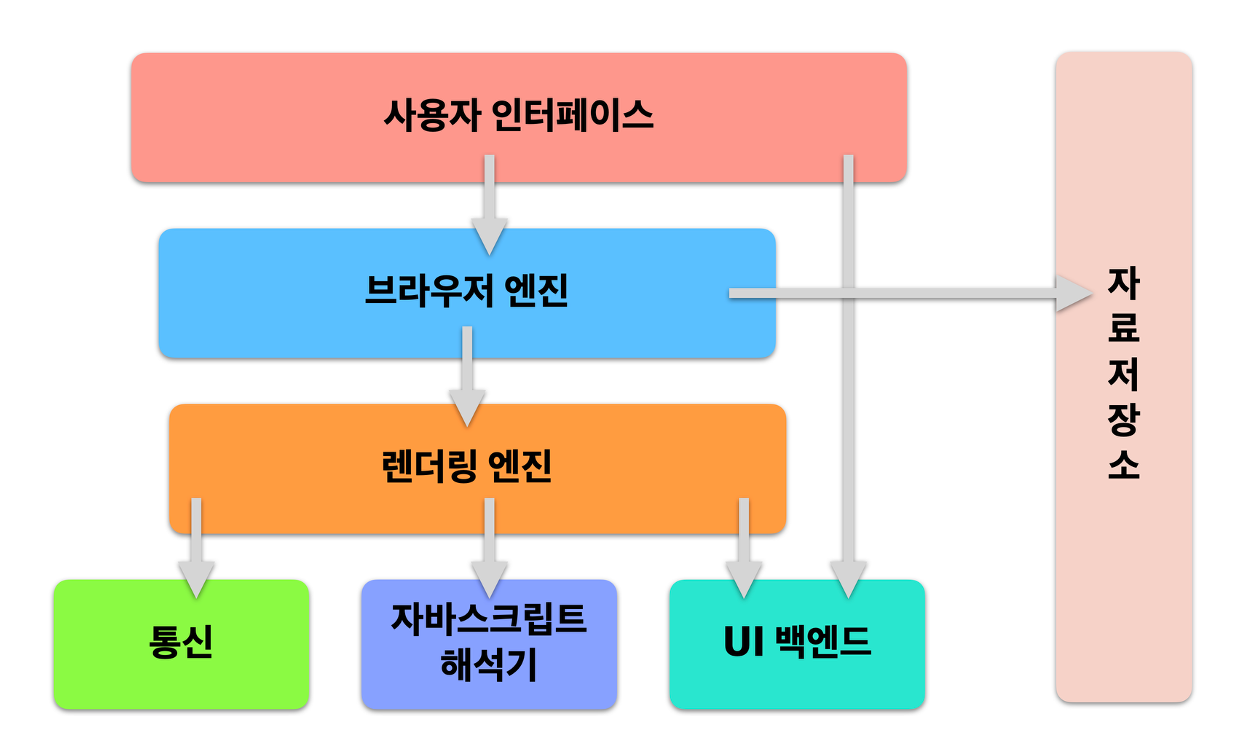 사용자 인터페이스
브라우저 엔진
렌더링 엔진
통신
자바스크립트
해석기
UI 백엔드
자
료
저
장
소